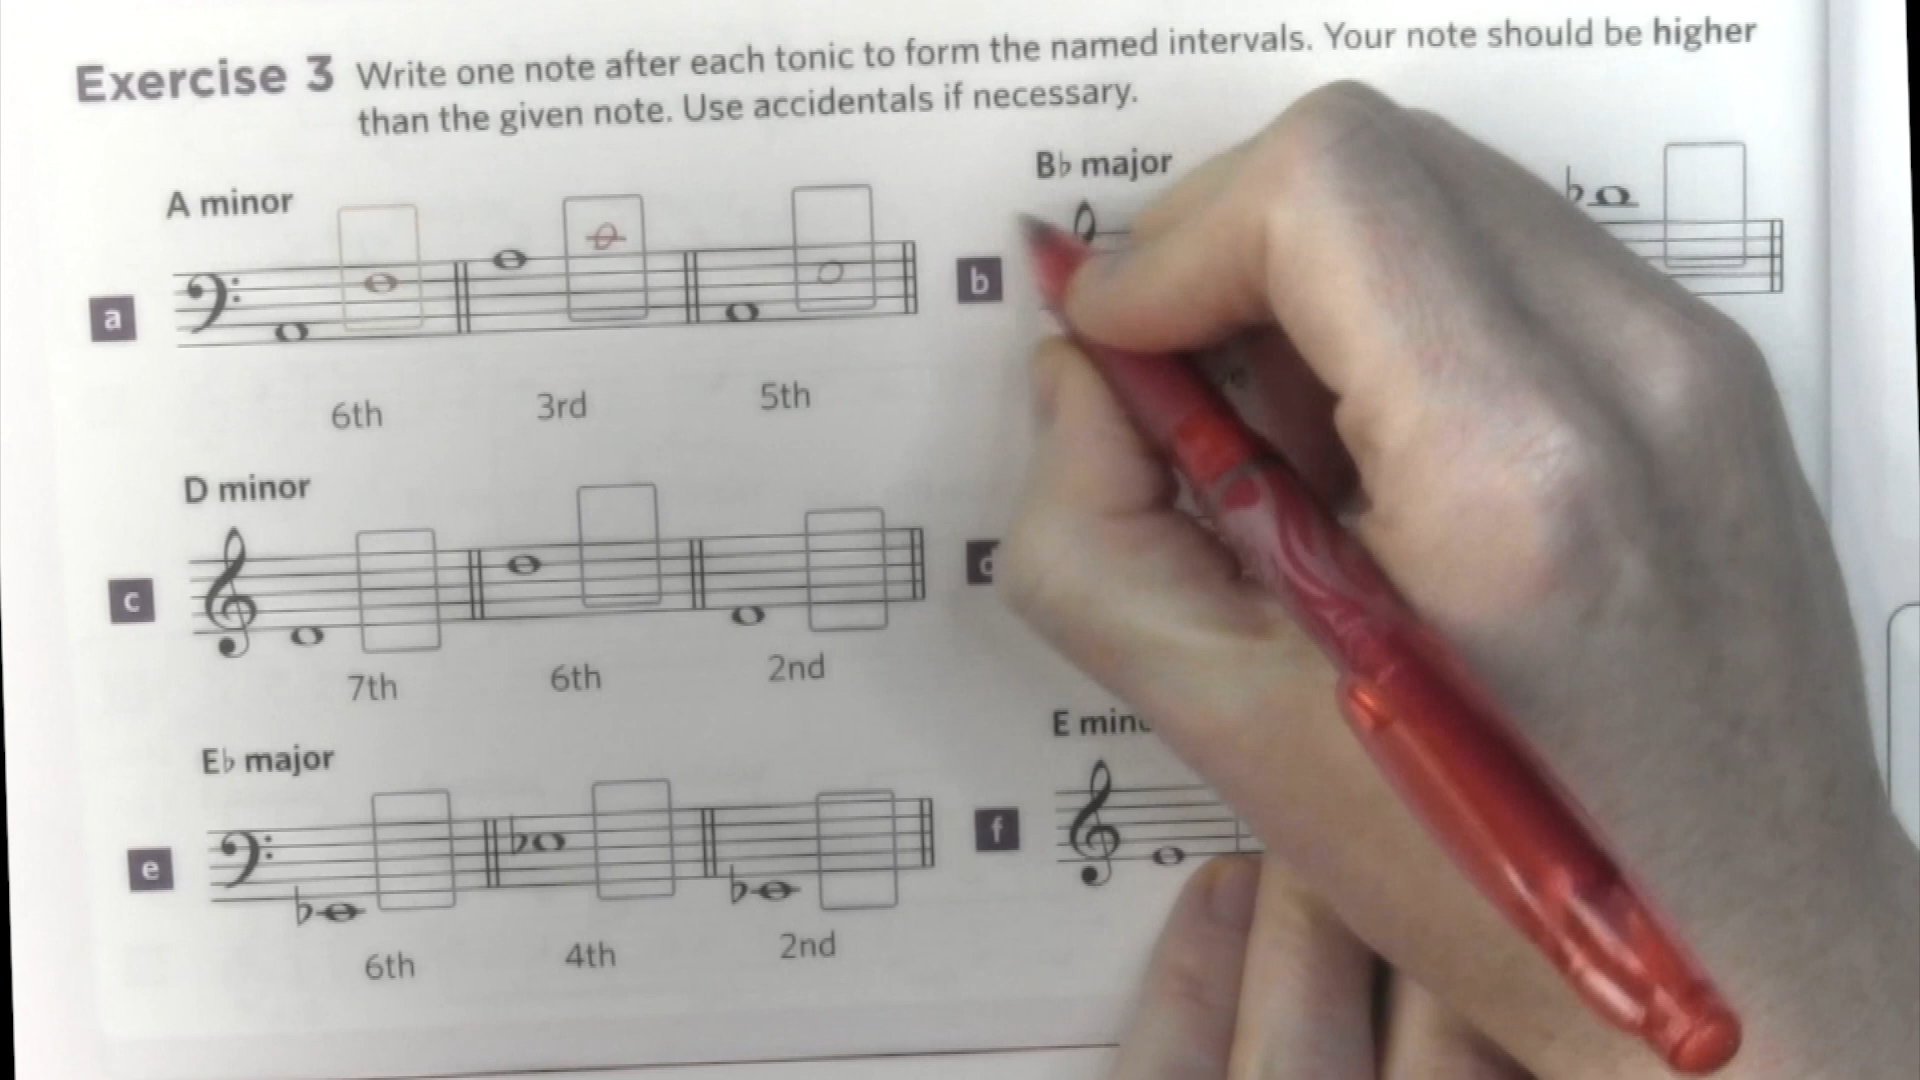 Exercise 3 Write one note after each tonic to form the named intervals. Your note should be higher
than the given note. Use accidentals if necessary.
A minor
B♭ major
a
b
6th 3rd 5th
D minor
c
d
7th 6th 2nd
E♭ major
E
e
f
6th 4th 2nd